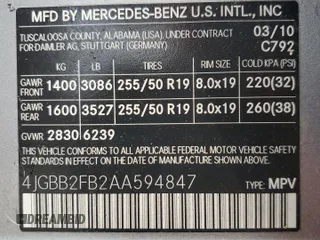 MFD BY MERCEDES-BENZ U.S. INTL., INC
TUSCALOOSA COUNTY, ALABAMA (USA), UNDER CONTRACT 03/10
FOR DAIMLER AG, STUTTGART (GERMANY) C792
KG LB TIRES RIM SIZE COLD KPA (PSI)
GAWR FRONT 1400 3086 255/50 R19 8.0x19 220(32)
GAWR REAR 1600 3527 255/50 R19 8.0x19 260(38)
GVWR 2830 6239
THIS VEHICLE CONFORMS TO ALL APPLICABLE FEDERAL MOTOR
VEHICLE SAFETY STANDARDS IN EFFECT ON THE DATE OF
MANUFACTURE SHOWN ABOVE
4JGBB2FB2AA594847 TYPE: MPV
DREAMBID